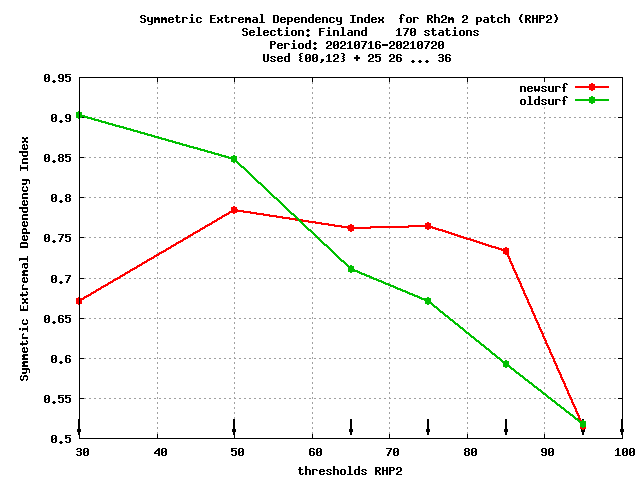 Symmetric Extremal Dependency Index  for Rh2m 2 patch (RHP2)
Selection: Finland    170 stations
Period: 20210716-20210720
Used {00,12} + 25 26 ... 36
newsurf
oldsurf
0.95
0.9
0.85
0.8
0.75
0.7
0.65
0.6
0.55
0.5
Symmetric Extremal Dependency Index
30 40 50 60 70 80 90 100
thresholds RHP2